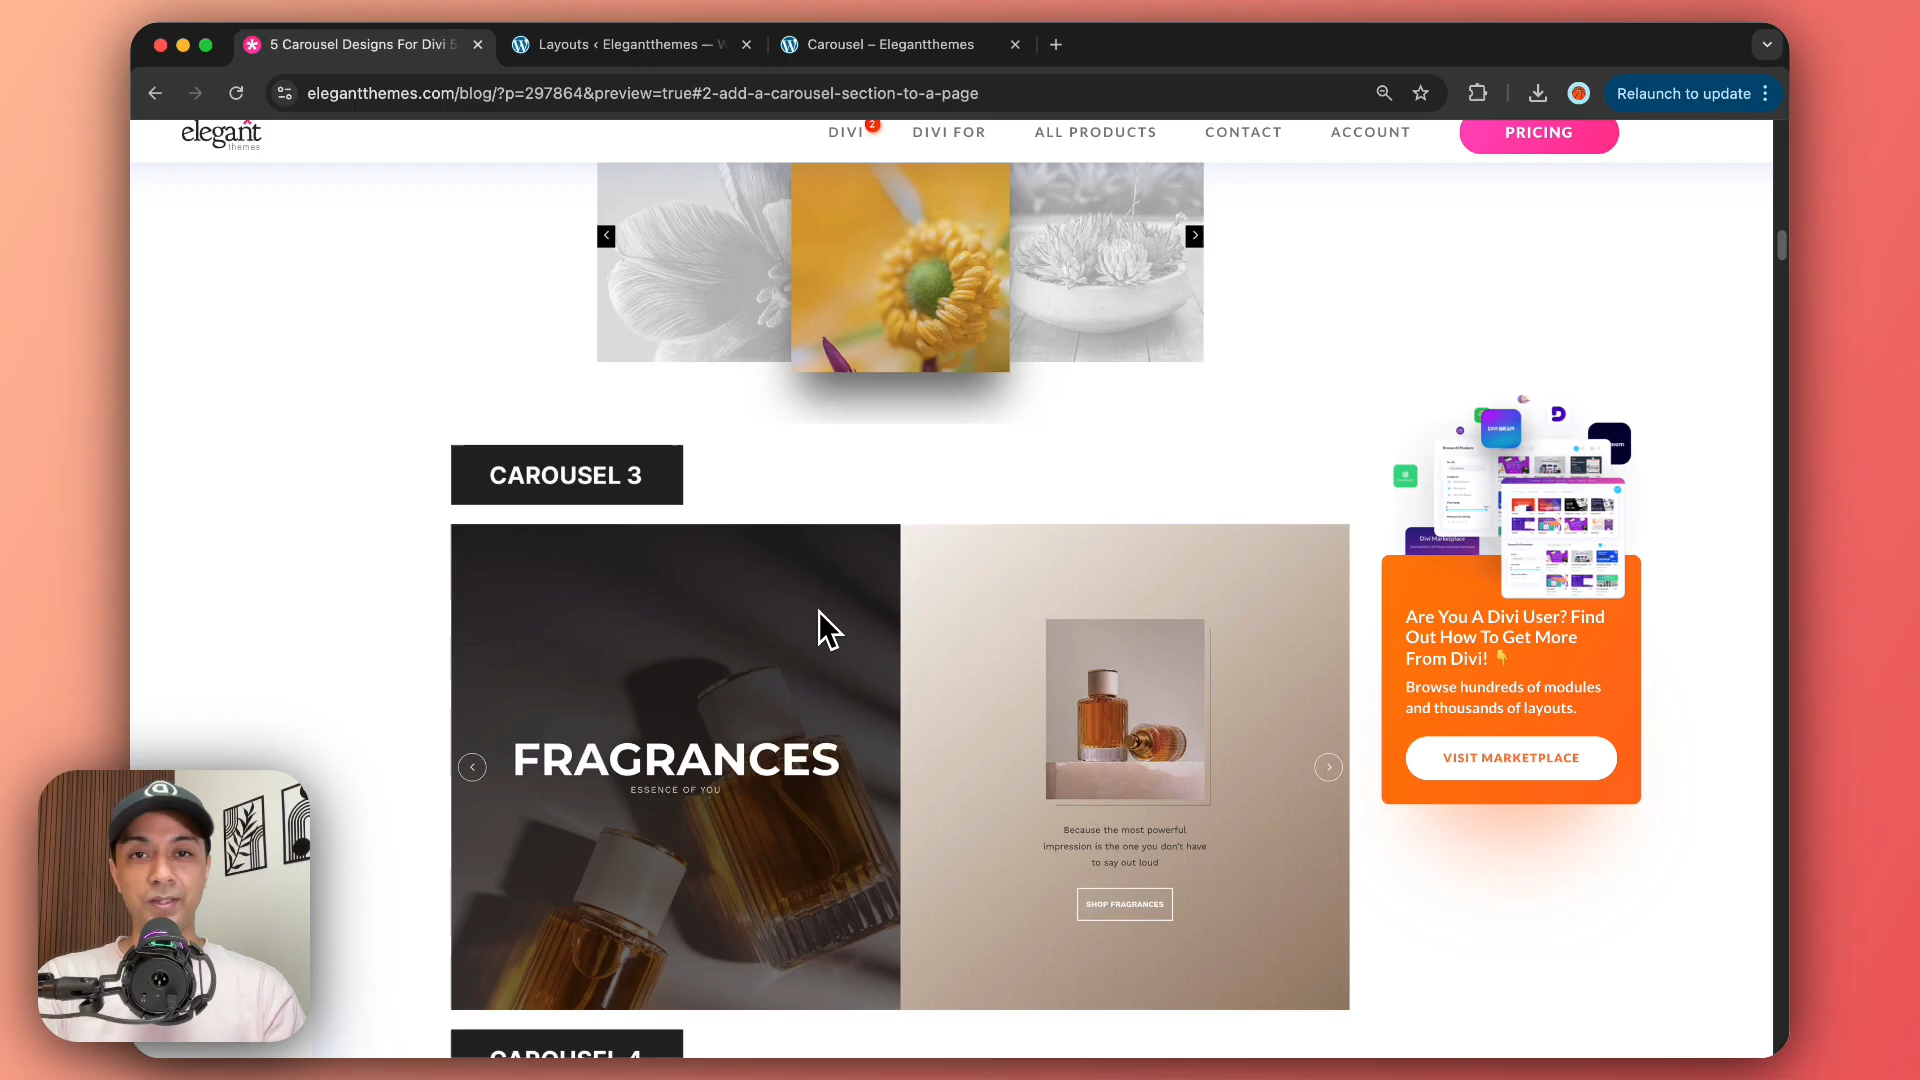 5 Carousel Designs For Divi 5
Layouts ‹ Elegantthemes — W
Carousel – Elegantthemes
elegantthemes.com/blog/?p=297864&preview=true#2-add-a-carousel-section-to-a-page
Relaunch to update
elegant
themes
DIVI
2
DIVI FOR
ALL PRODUCTS
CONTACT
ACCOUNT
PRICING
CAROUSEL 3
FRAGRANCES
ESSENCE OF YOU
Because the most powerful
impression is the one you don't have
to say out loud
SHOP FRAGRANCES
Divi Marketplace
Are You A Divi User? Find
Out How To Get More
From Divi! 👇
Browse hundreds of modules
and thousands of layouts.
VISIT MARKETPLACE
CAROUSEL 4